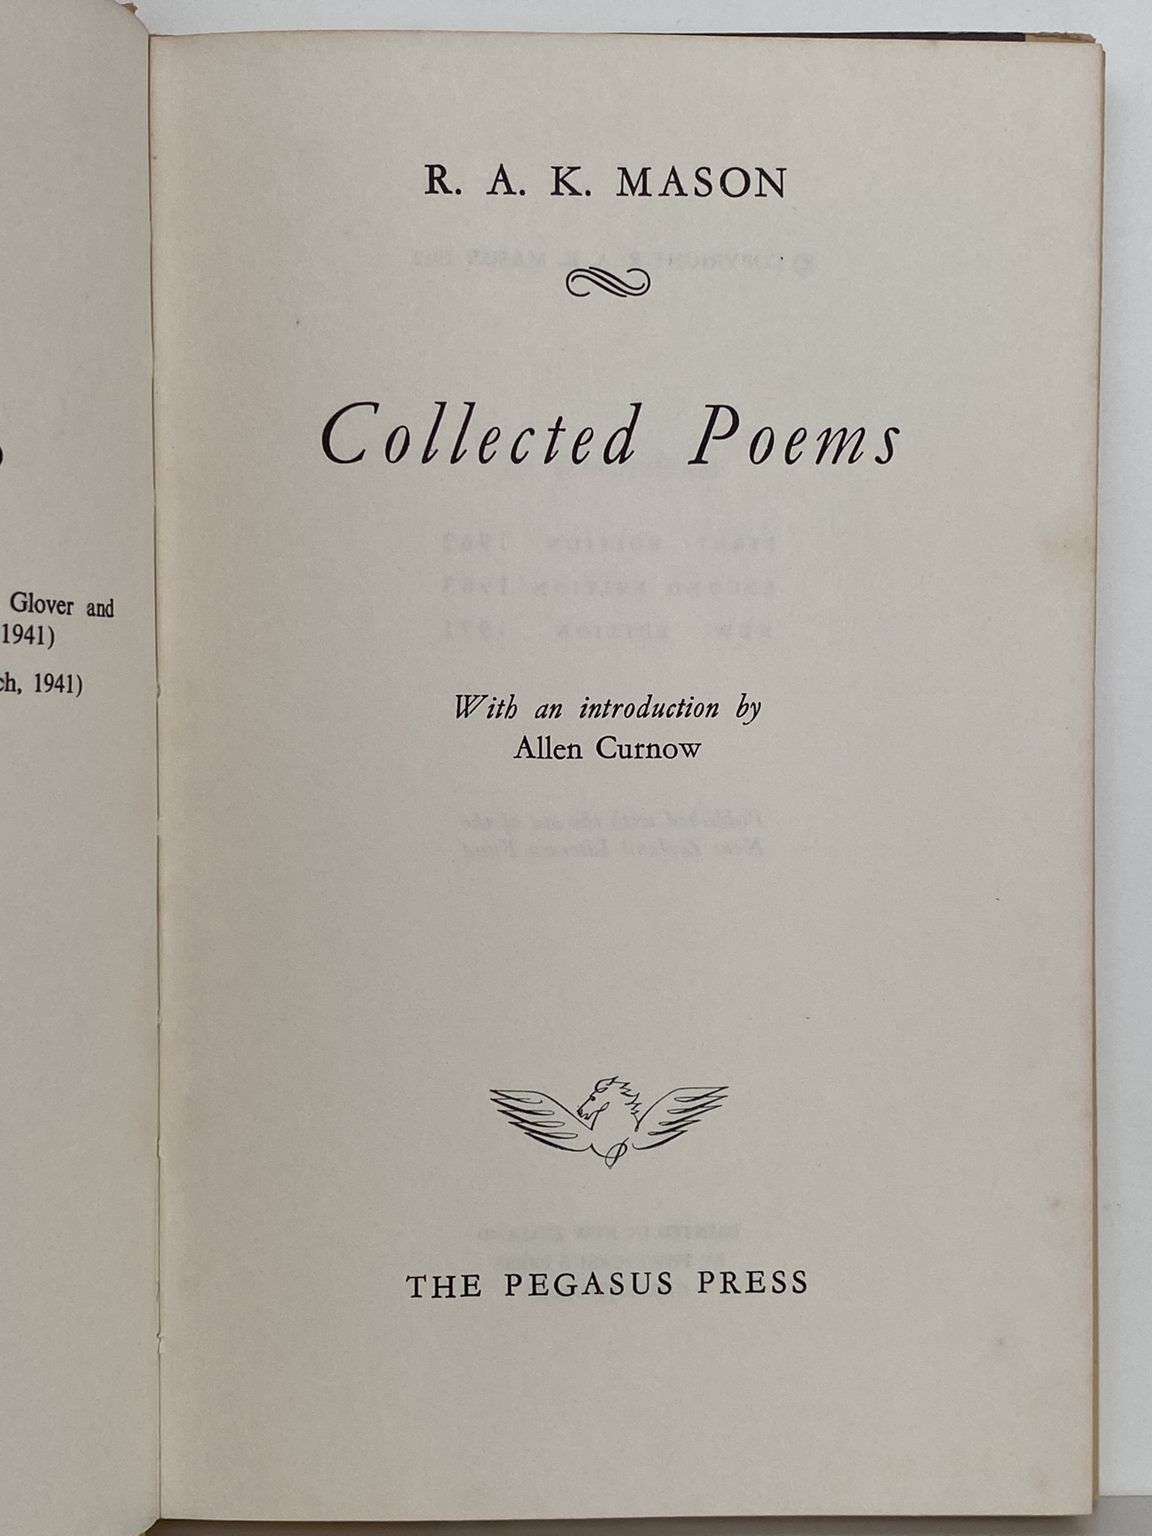 Glover and
1941)
ch, 1941)
R. A. K. MASON
Collected Poems
With an introduction by
Allen Curnow
THE PEGASUS PRESS